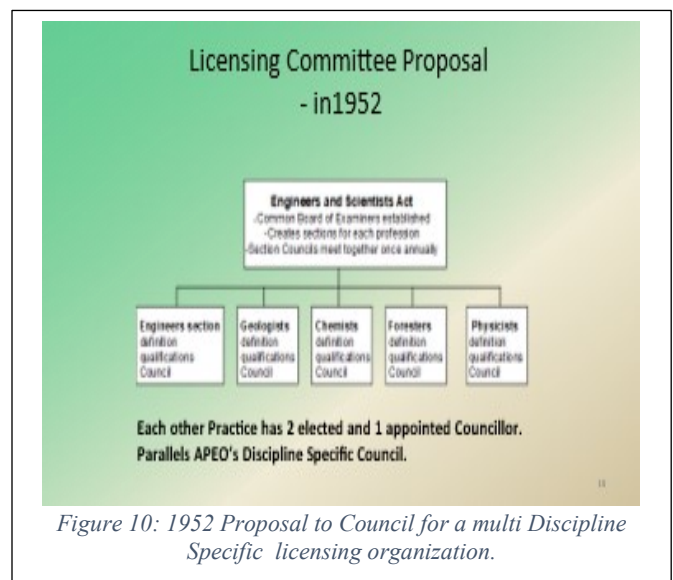 Licensing Committee Proposal
- in1952
Engineers and Scientists Act
-Common Board of Examiners established
-Creates sections for each profession
-Section Councils meet together once annually
Engineers section
definition
qualifications
Council
Geologists
definition
qualifications
Council
Chemists
definition
qualifications
Council
Foresters
definition
qualifications
Council
Physicists
definition
qualifications
Council
Each other Practice has 2 elected and 1 appointed Councillor.
Parallels APEO's Discipline Specific Council.
Figure 10: 1952 Proposal to Council for a multi Discipline
Specific licensing organization.